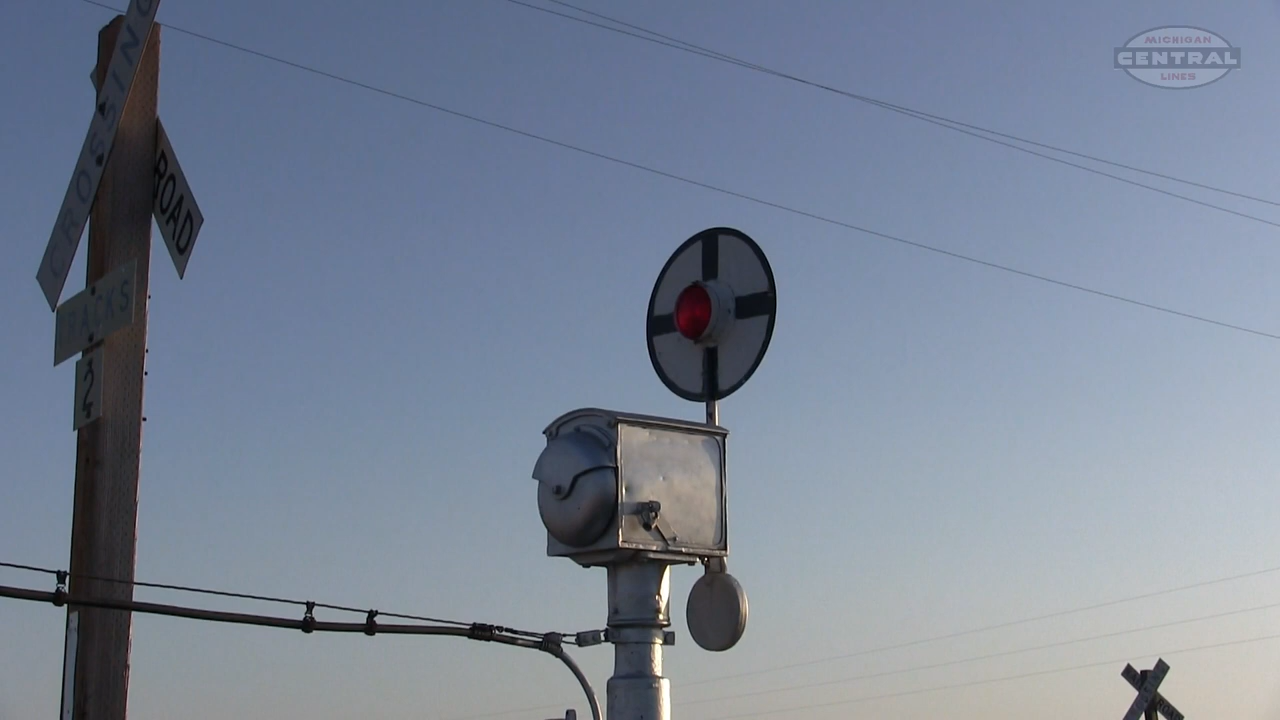 CROSSING
ROAD
TRACKS
2
MICHIGAN
CENTRAL
LINES